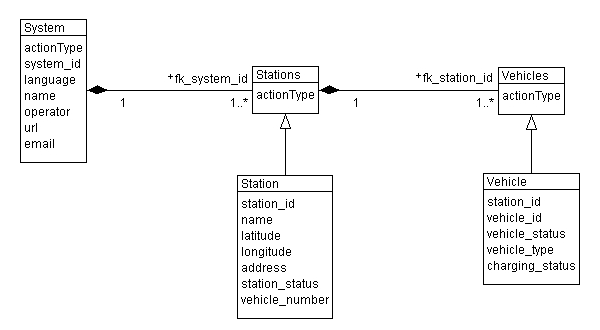 System
actionType
system_id
language
name
operator
url
email
+fk_system_id
1
1..*
Stations
actionType
+fk_station_id
1
1..*
Vehicles
actionType
Station
station_id
name
latitude
longitude
address
station_status
vehicle_number
Vehicle
station_id
vehicle_id
vehicle_status
vehicle_type
charging_status